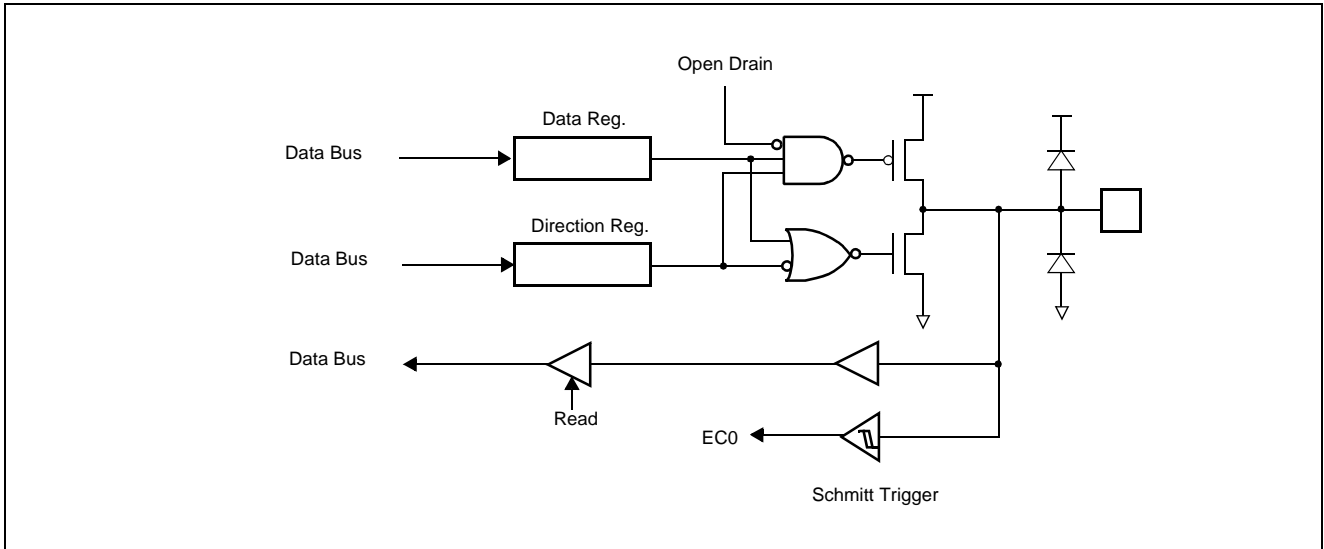 Open Drain
Data Reg.
Data Bus
Direction Reg.
Data Bus
Data Bus
Read
EC0
Schmitt Trigger